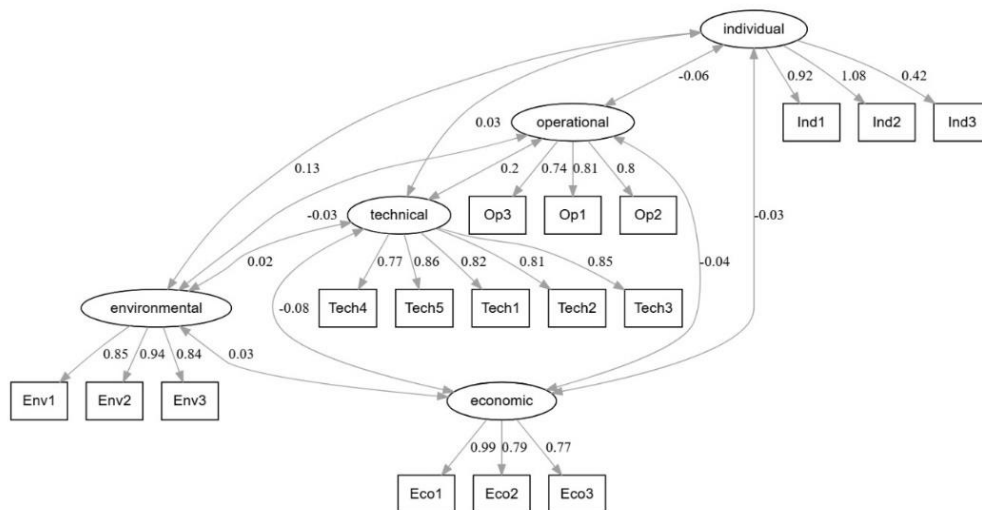 individual
0.92
1.08
0.42
-0.06
Ind1
Ind2
Ind3
0.03
operational
0.13
0.2
0.74
0.81
0.8
Op3
Op1
Op2
-0.03
technical
-0.03
0.02
0.77
0.86
0.82
0.81
0.85
-0.04
environmental
-0.08
Tech4
Tech5
Tech1
Tech2
Tech3
0.85
0.94
0.84
0.03
Env1
Env2
Env3
economic
0.99
0.79
0.77
Eco1
Eco2
Eco3